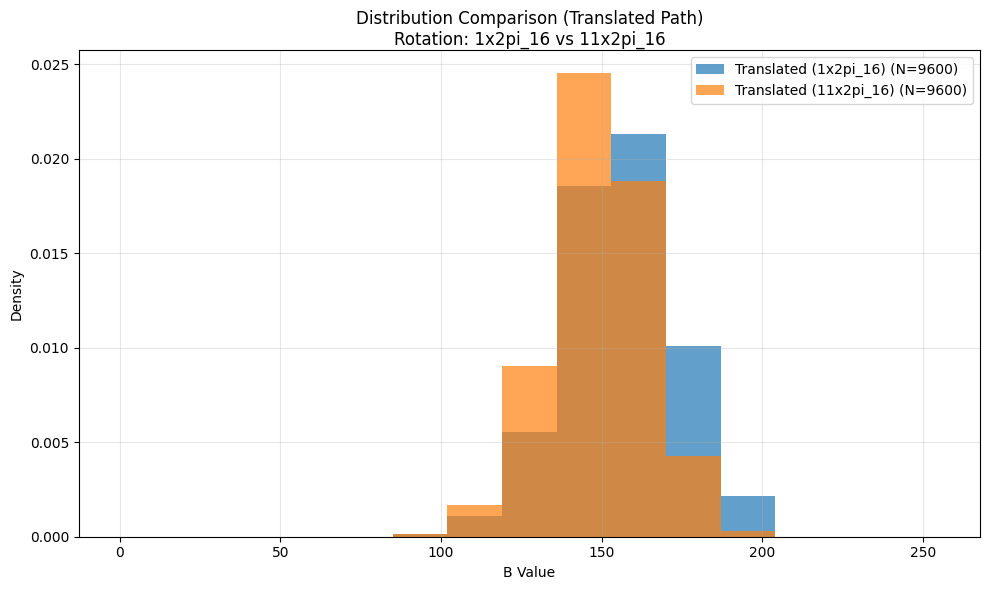 Distribution Comparison (Translated Path)
Rotation: 1x2pi_16 vs 11x2pi_16
Translated (1x2pi_16) (N=9600)
Translated (11x2pi_16) (N=9600)
0.025
0.020
0.015
0.010
0.005
0.000
Density
0 50 100 150 200 250
B Value